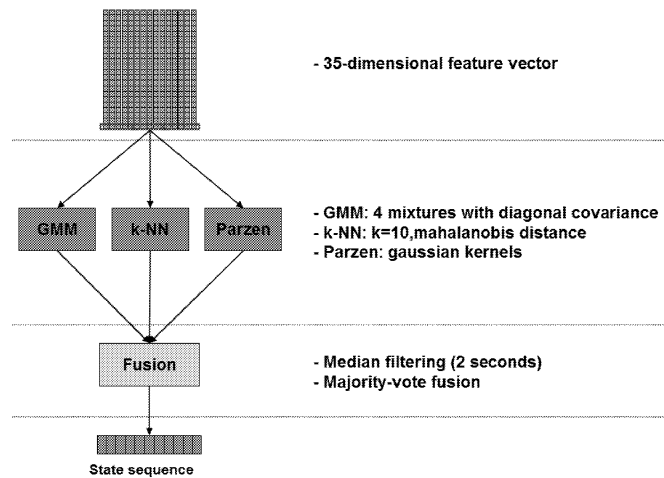 - 35-dimensional feature vector
GMM
k-NN
Parzen
- GMM: 4 mixtures with diagonal covariance
- k-NN: k=10,mahalanobis distance
- Parzen: gaussian kernels
Fusion
- Median filtering (2 seconds)
- Majority-vote fusion
State sequence